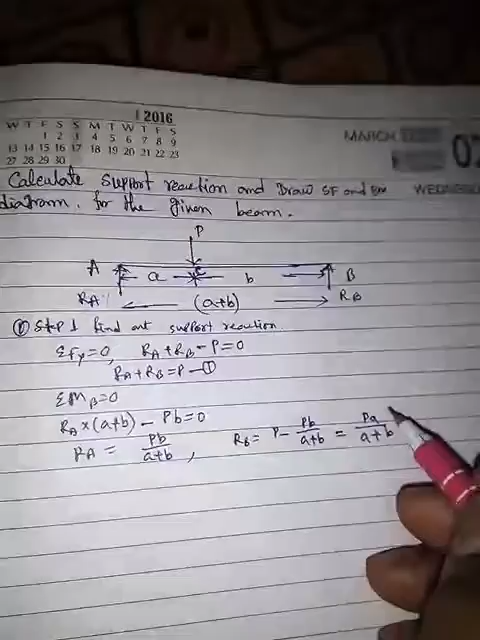 2016
MARCH
07
W T F S S M T W T F S
1 2 3 4 5 6 7 8 9
13 14 15 16 17 18 19 20 21 22 23
27 28 29 30
WEDNESD
Calculate support reaction and Draw SF and BM
diagram. for the given beam.
P
A a c b B
RA (a+b) RB
Step 1 find out support reaction
ΣFy=0, RA+RB-P=0
RA+RB=P-①
ΣMB=0
RA×(a+b) - Pb=0
RA = Pb/a+b, RB= P- Pb/a+b = Pa/a+b